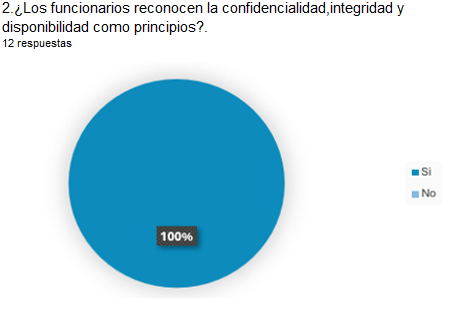 2.¿Los funcionarios reconocen la confidencialidad,integridad y
disponibilidad como principios?.
12 respuestas
Si
No
100%